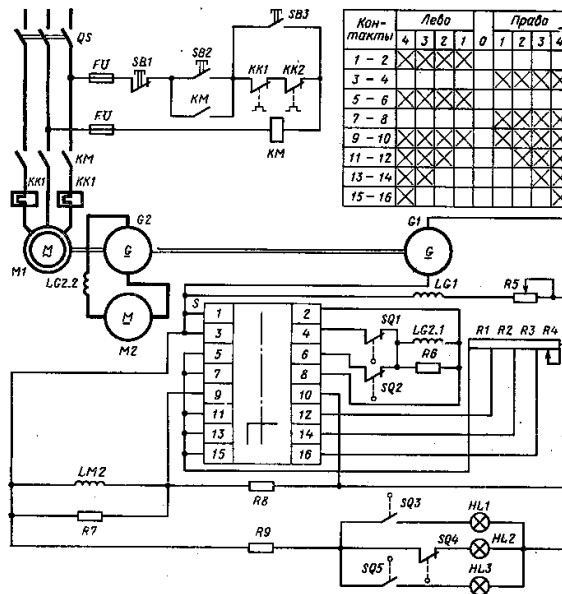 QS
FU
SB1
SB2
SB3
KM
KK1
KK2
FU
KM
KM
KK1
KK1
Кон-такты
Лево
Право
4 3 2 1 0 1 2 3 4
1 – 2
3 – 4
5 – 6
7 – 8
9 – 10
11 – 12
13 – 14
15 – 16
M1
M
G2
G
G1
G
LG2.2
M
M2
LG1
R5
S
1 2
3 4
5 6
7 8
9 10
11 12
13 14
15 16
SQ1
LG2.1
R6
SQ2
R1 R2 R3 R4
LM2
R7
R8
R9
SQ3
HL1
SQ4
HL2
SQ5
HL3